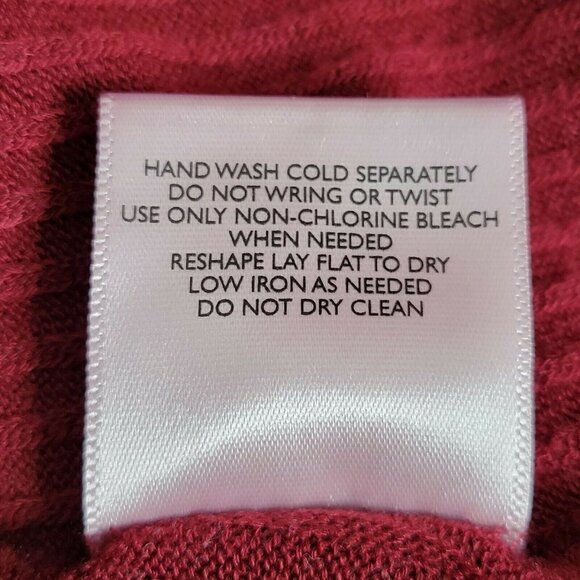 HAND WASH COLD SEPARATELY
DO NOT WRING OR TWIST
USE ONLY NON-CHLORINE BLEACH
WHEN NEEDED
RESHAPE LAY FLAT TO DRY
LOW IRON AS NEEDED
DO NOT DRY CLEAN